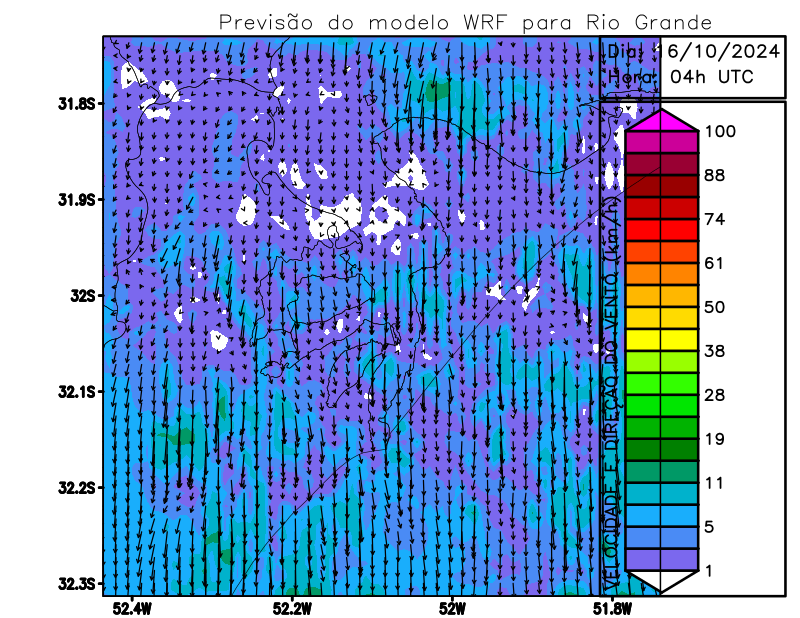 Previsão do modelo WRF para Rio Grande
Dia: 16/10/2024
Hora: 04h UTC
31.8S
31.9S
32S
32.1S
32.2S
32.3S
52.4W
52.2W
52W
51.8W
VELOCIDADE E DIREÇÃO DO VENTO (km/h)
100
88
74
61
50
38
28
19
11
5
1